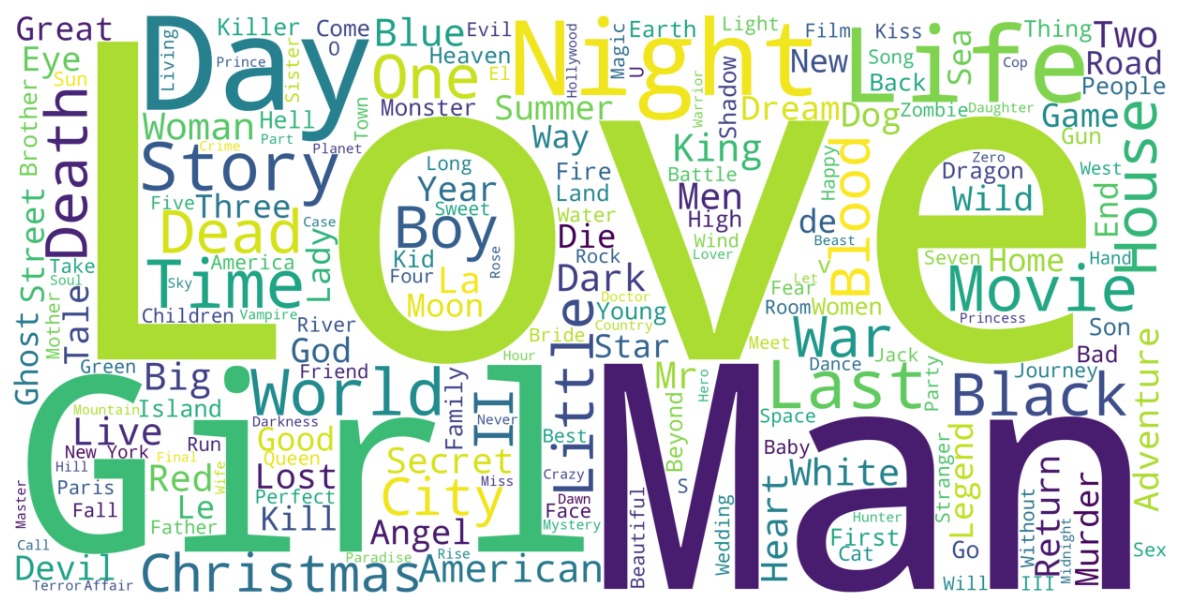 Great
Killer
Come
O
Blue
Evil
Night
Hollywood
Magic
U
Earth
Light
Film
Kiss
Life
Sea
Thing
Two
Eye
Sun
Brother
Death
Living
Day
Prince
Sister
Town
One
Heaven
El
Monster
Summer
Warrior
Shadow
New
Song
Back
Cop
Road
People
Dream
Dog
Zombie
Daughter
Game
Gun
House
Woman
Hell
Part
Crime
Planet
Story
Love
Way
King
Battle
Happy
Blood
Zero
Dragon
West
Wild
End
Long
Year
Sweet
Boy
Rose
Fire
Land
Men
High
Water
Wind
Die
Lover
Rock
de
Beast
Street
Five
Three
Case
Dead
Lady
America
Take
Soul
Time
Sky
Kid
Four
La
Moon
Dark
Doctor
Young
Country
Fear
V
Let
Room
Women
Seven
Home
Hand
Movie
Princess
Ghost
Mother
Tale
Children
Vampire
River
God
Friend
Bride
Star
Meet
War
Dance
Jack
Son
Bad
Journey
Adventure
Green
Big
World
Hour
Family
II
Never
Little
Mr
Hero
Last
Party
Black
Girl
Man
Mountain
Island
Darkness
Live
New York
Run
Good
Queen
Best
Beyond
Space
Baby
Hill
Final
Wife
Red
Lost
Secret
Crazy
Miss
City
Dawn
Face
Mystery
S
White
Heart
Stranger
Legend
Return
Without
Midnight
Murder
Master
Paris
Fall
Le
Father
Perfect
Kill
Angel
Beautiful
Wedding
First
Cat
Hunter
Go
Call
Devil
Terror
Affair
Christmas
Paradise
Rise
American
Will
III
Sex